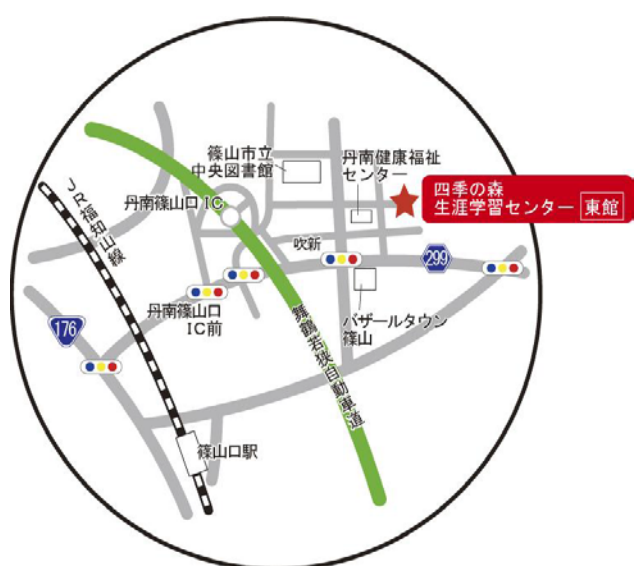 篠山市立
中央図書館
丹南健康福祉
センター
四季の森
生涯学習センター 東館
JR福知山線
丹南篠山口IC
吹新
299
176
丹南篠山口
IC前
バザールタウン
篠山
舞鶴若狭自動車道
篠山口駅